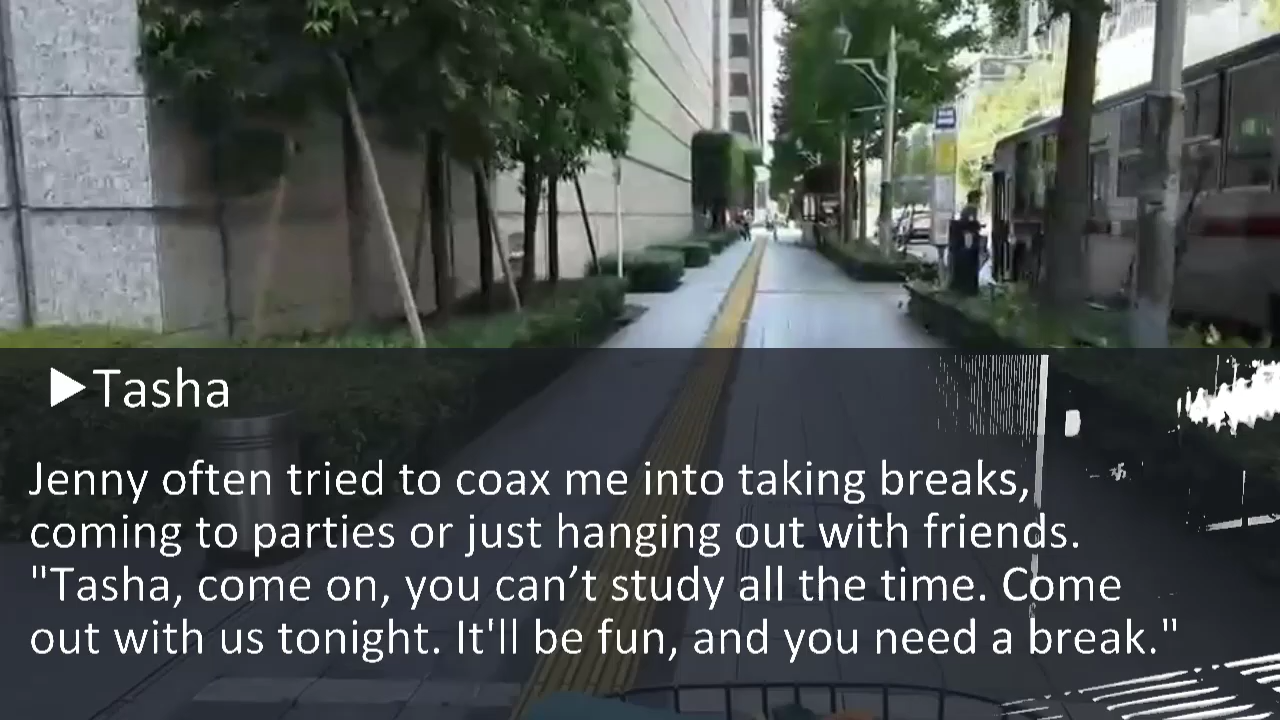 ▶Tasha
Jenny often tried to coax me into taking breaks,
coming to parties or just hanging out with friends.
"Tasha, come on, you can’t study all the time. Come
out with us tonight. It'll be fun, and you need a break."